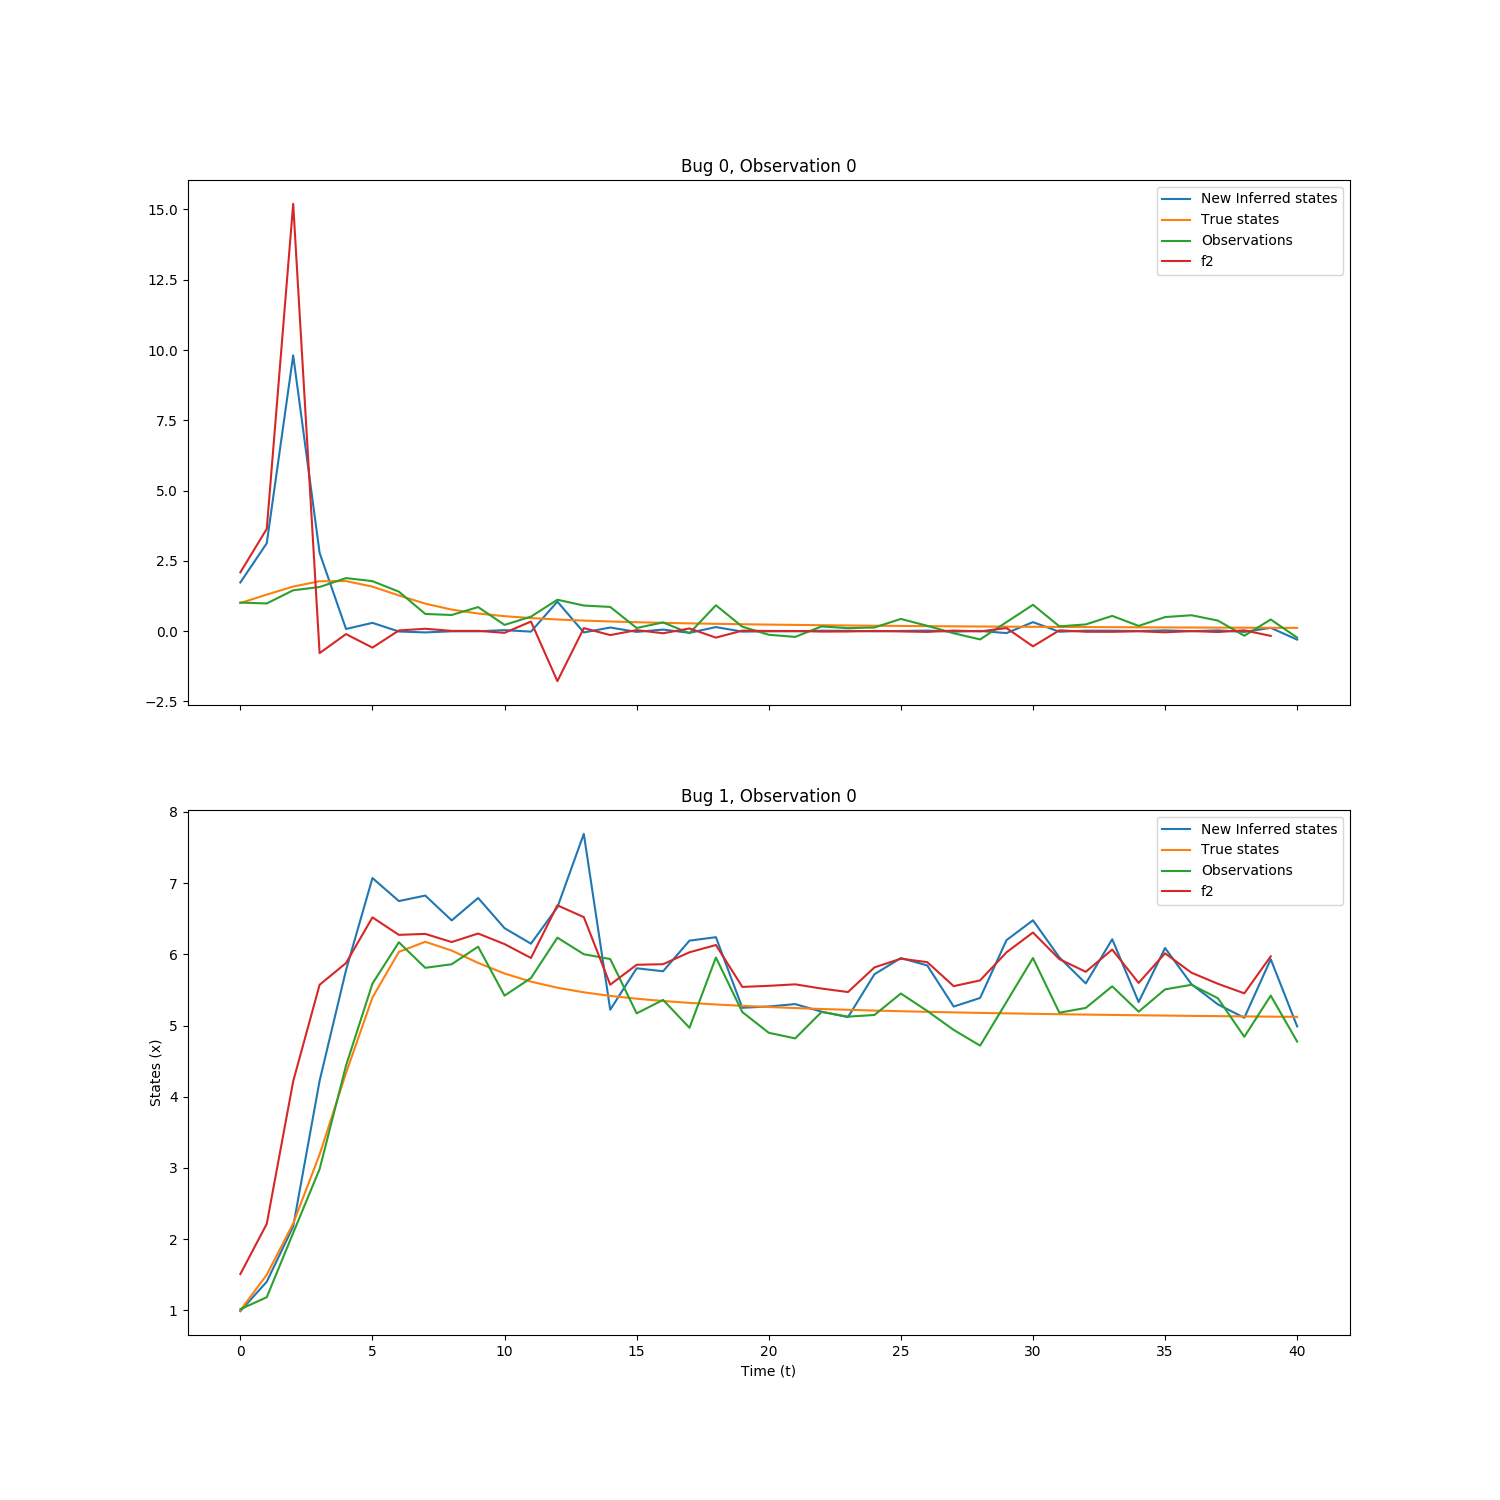 Bug 0, Observation 0
15.0
12.5
10.0
7.5
5.0
2.5
0.0
−2.5
New Inferred states
True states
Observations
f2
Bug 1, Observation 0
8
7
6
5
4
3
2
1
States (x)
New Inferred states
True states
Observations
f2
0 5 10 15 20 25 30 35 40
Time (t)